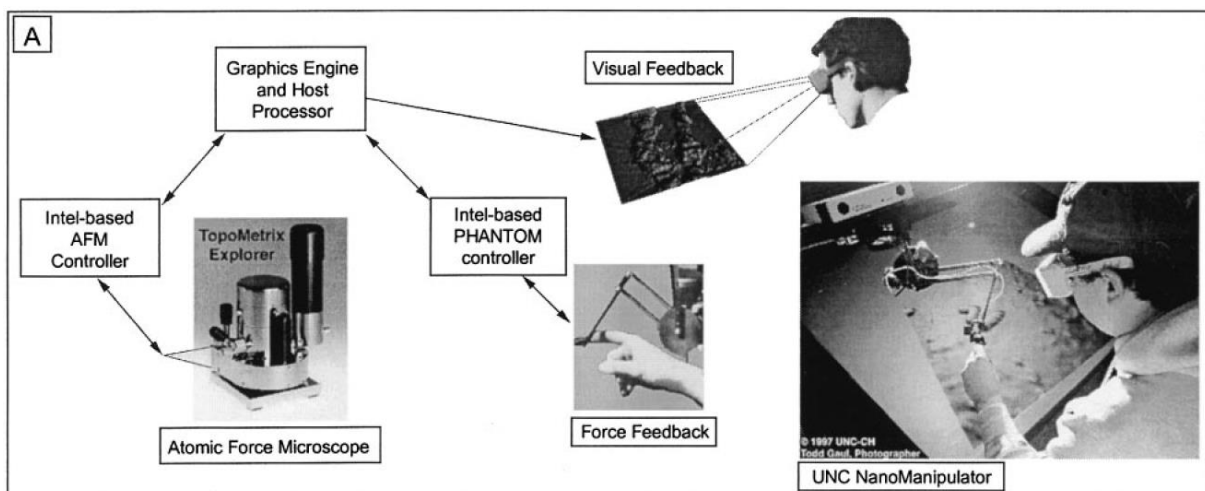 A
Graphics Engine
and Host
Processor
Visual Feedback
Intel-based
AFM
Controller
TopoMetrix
Explorer
Intel-based
PHANTOM
controller
Atomic Force Microscope
Force Feedback
© 1997 UNC-CH
Todd Gaul, Photographer
UNC NanoManipulator